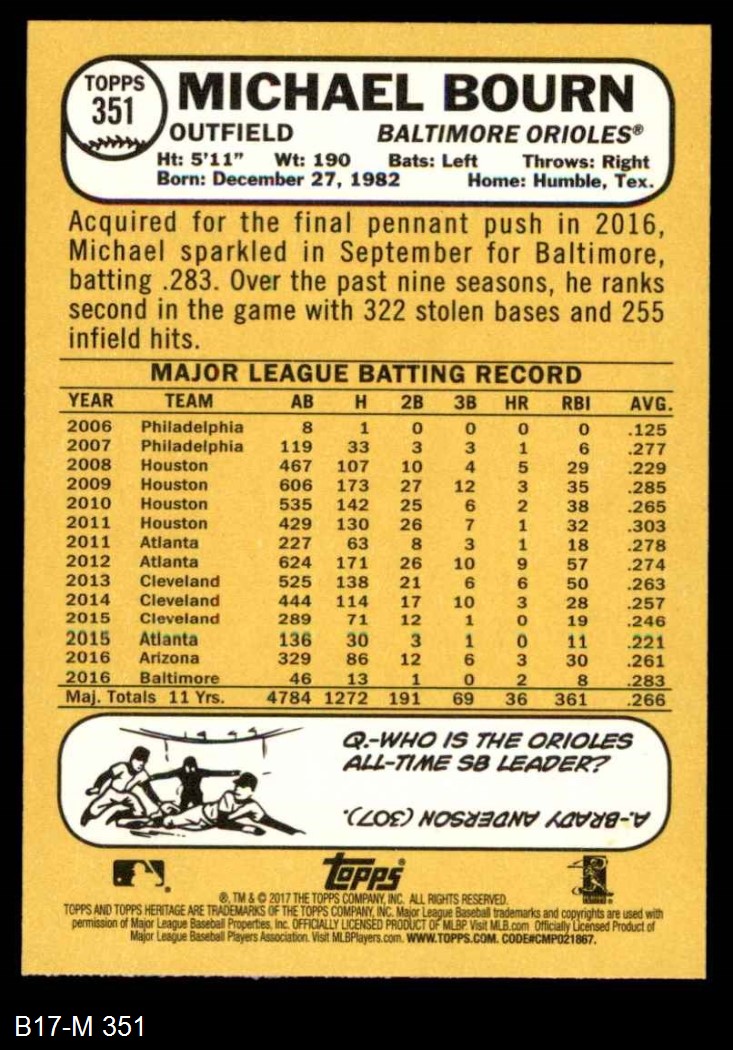 TOPPS
351
MICHAEL BOURN
OUTFIELD BALTIMORE ORIOLES®
Ht: 5'11" Wt: 190 Bats: Left Throws: Right
Born: December 27, 1982 Home: Humble, Tex.
Acquired for the final pennant push in 2016,
Michael sparkled in September for Baltimore,
batting .283. Over the past nine seasons, he ranks
second in the game with 322 stolen bases and 255
infield hits.
MAJOR LEAGUE BATTING RECORD
YEAR TEAM AB H 2B 3B HR RBI AVG.
2006 Philadelphia 8 1 0 0 0 0 .125
2007 Philadelphia 119 33 3 3 1 6 .277
2008 Houston 467 107 10 4 5 29 .229
2009 Houston 606 173 27 12 3 35 .285
2010 Houston 535 142 25 6 2 38 .265
2011 Houston 429 130 26 7 1 32 .303
2011 Atlanta 227 63 8 3 1 18 .278
2012 Atlanta 624 171 26 10 9 57 .274
2013 Cleveland 525 138 21 6 6 50 .263
2014 Cleveland 444 114 17 10 3 28 .257
2015 Cleveland 289 71 12 1 0 19 .246
2015 Atlanta 136 30 3 1 0 11 .221
2016 Arizona 329 86 12 6 3 30 .261
2016 Baltimore 46 13 1 0 2 8 .283
Maj. Totals 11 Yrs. 4784 1272 191 69 36 361 .266
Q.-WHO IS THE ORIOLES
ALL-TIME SB LEADER?
A.-BRADY ANDERSON (307).
topps®
®, TM & © 2017 THE TOPPS COMPANY, INC. ALL RIGHTS RESERVED.
TOPPS AND TOPPS HERITAGE ARE TRADEMARKS OF THE TOPPS COMPANY, INC. Major League Baseball trademarks and copyrights are used with
permission of Major League Baseball Properties, Inc. OFFICIALLY LICENSED PRODUCT OF MLBP. Visit MLB.com Officially Licensed Product of
Major League Baseball Players Association. Visit MLBPlayers.com. WWW.TOPPS.COM. CODE#CMP021867.
B17-M 351